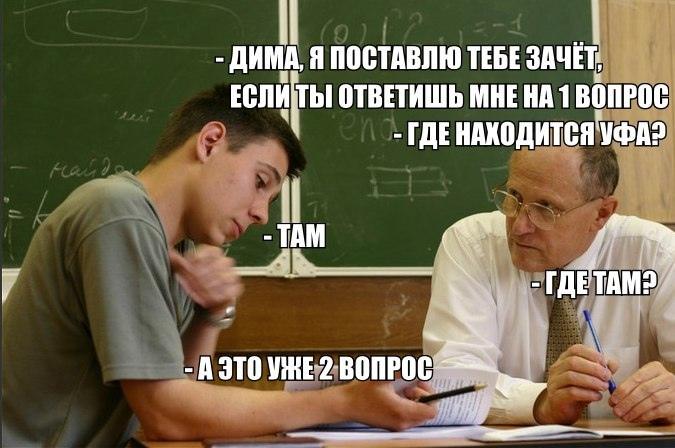 - ДИМА, Я ПОСТАВЛЮ ТЕБЕ ЗАЧЁТ,
ЕСЛИ ТЫ ОТВЕТИШЬ МНЕ НА 1 ВОПРОС
- ГДЕ НАХОДИТСЯ УФА?
- ТАМ
- ГДЕ ТАМ?
- А ЭТО УЖЕ 2 ВОПРОС